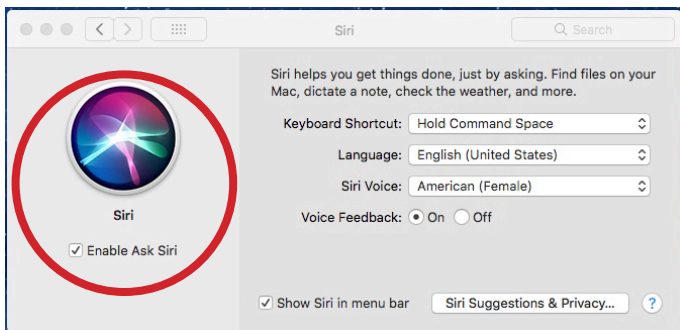 Siri
Search
Siri helps you get things done, just by asking. Find files on your
Mac, dictate a note, check the weather, and more.
Keyboard Shortcut: Hold Command Space
Language: English (United States)
Siri Voice: American (Female)
Siri
Voice Feedback: On Off
Enable Ask Siri
Show Siri in menu bar Siri Suggestions & Privacy... ?